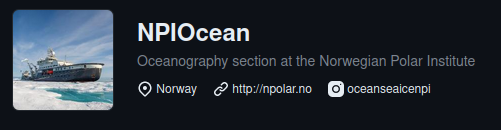 NPIOcean
Oceanography section at the Norwegian Polar Institute
Norway http://npolar.no oceanseaicenpi